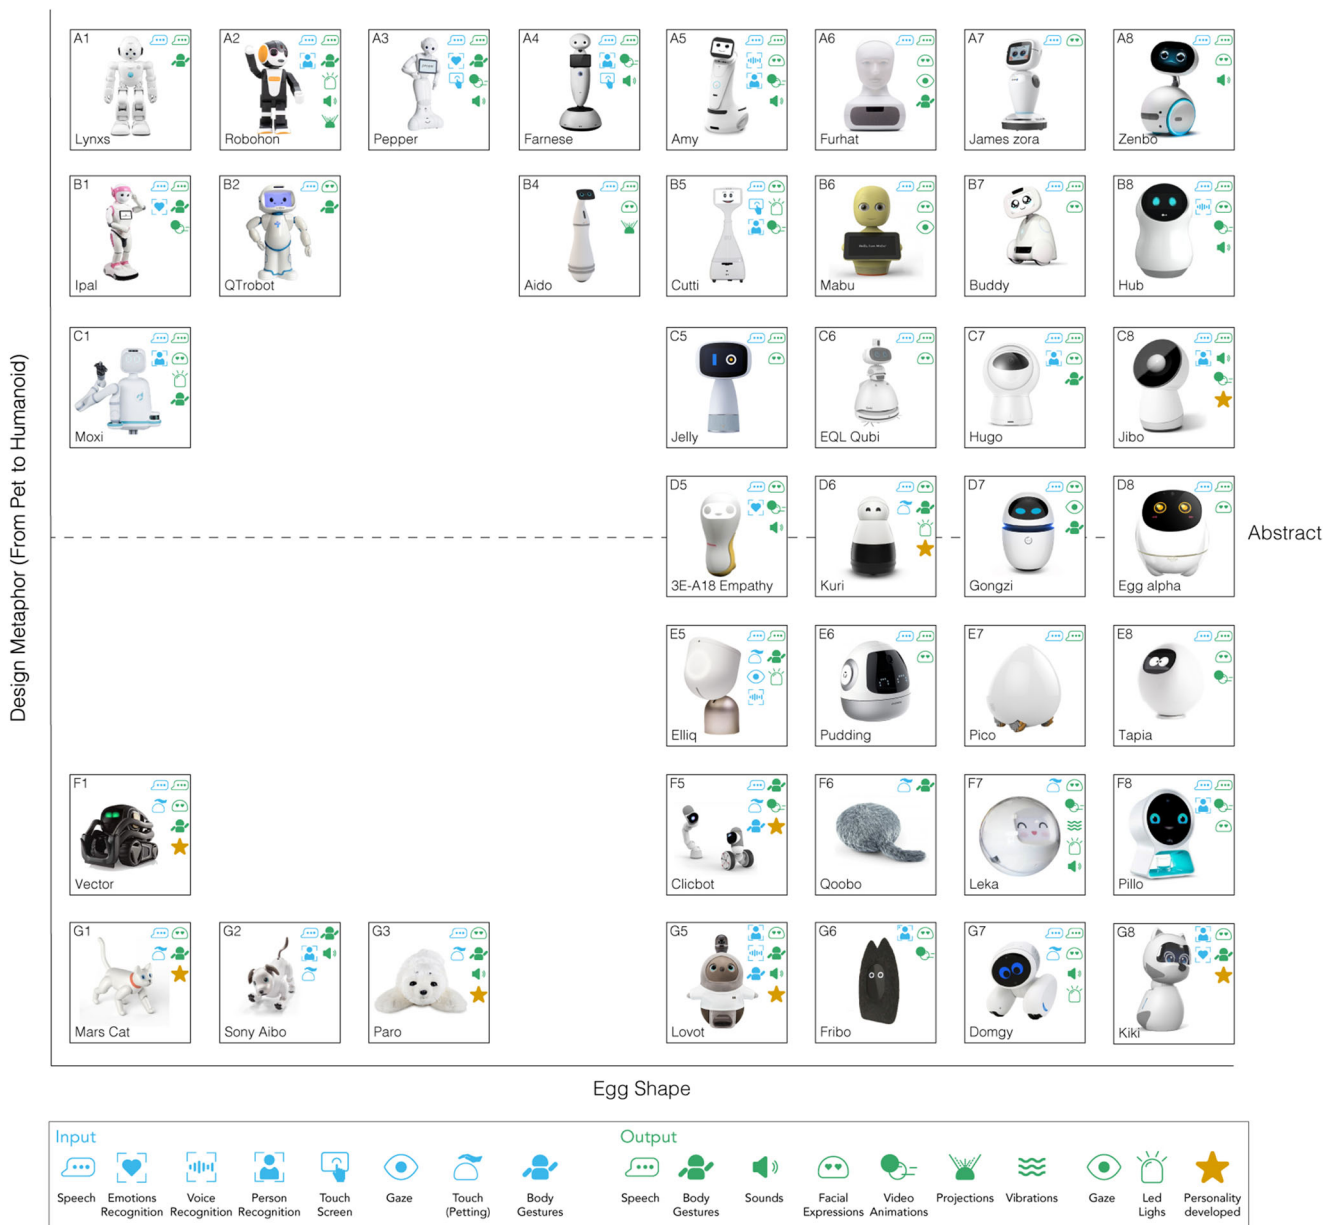 A1
Lynxs
A2
Robohon
A3
Pepper
A4
Farnese
A5
Amy
A6
Furhat
A7
James zora
A8
Zenbo
B1
Ipal
B2
QTrobot
B4
Aido
B5
Cutti
B6
Mabu
B7
Buddy
B8
Hub
C1
Moxi
C5
Jelly
C6
EQL Qubi
C7
Hugo
C8
Jibo
D5
3E-A18 Empathy
D6
Kuri
D7
Gongzi
D8
Egg alpha
Abstract
E5
Elliq
E6
Pudding
E7
Pico
E8
Tapia
F1
Vector
F5
Clicbot
F6
Qoobo
F7
Leka
F8
Pillo
G1
Mars Cat
G2
Sony Aibo
G3
Paro
G5
Lovot
G6
Fribo
G7
Domgy
G8
Kiki
Design Metaphor (From Pet to Humanoid)
Egg Shape
Input
Speech
Emotions
Recognition
Voice
Recognition
Person
Recognition
Touch
Screen
Gaze
Touch
(Petting)
Body
Gestures
Output
Speech
Body
Gestures
Sounds
Facial
Expressions
Video
Animations
Projections
Vibrations
Gaze
Led
Lighs
Personality
developed